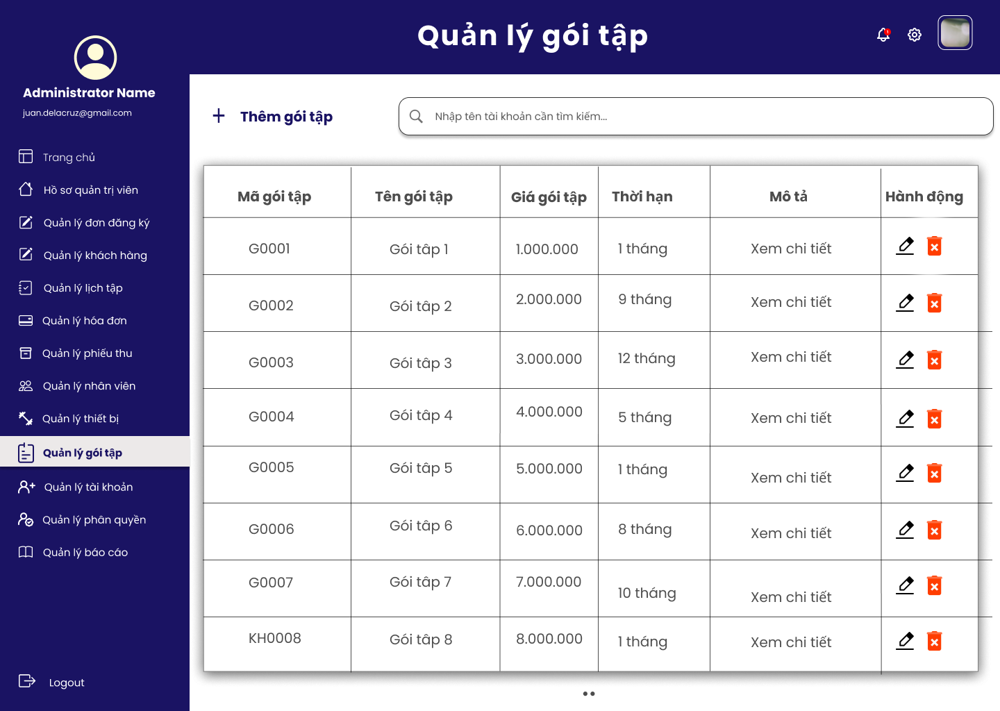 Quản lý gói tập
1
Administrator Name
juan.delacruz@gmail.com
Trang chủ
Hồ sơ quản trị viên
Quản lý đơn đăng ký
Quản lý khách hàng
Quản lý lịch tập
Quản lý hóa đơn
Quản lý phiếu thu
Quản lý nhân viên
Quản lý thiết bị
Quản lý gói tập
Quản lý tài khoản
Quản lý phân quyền
Quản lý báo cáo
Logout
Thêm gói tập
Nhập tên tài khoản cần tìm kiếm...
Mã gói tập Tên gói tập Giá gói tập Thời hạn Mô tả Hành động
G0001 Gói tâp 1 1.000.000 1 tháng Xem chi tiết
G0002 Gói tâp 2 2.000.000 9 tháng Xem chi tiết
G0003 Gói tâp 3 3.000.000 12 tháng Xem chi tiết
G0004 Gói tâp 4 4.000.000 5 tháng Xem chi tiết
G0005 Gói tâp 5 5.000.000 1 tháng Xem chi tiết
G0006 Gói tâp 6 6.000.000 8 tháng Xem chi tiết
G0007 Gói tâp 7 7.000.000 10 tháng Xem chi tiết
KH0008 Gói tâp 8 8.000.000 1 tháng Xem chi tiết